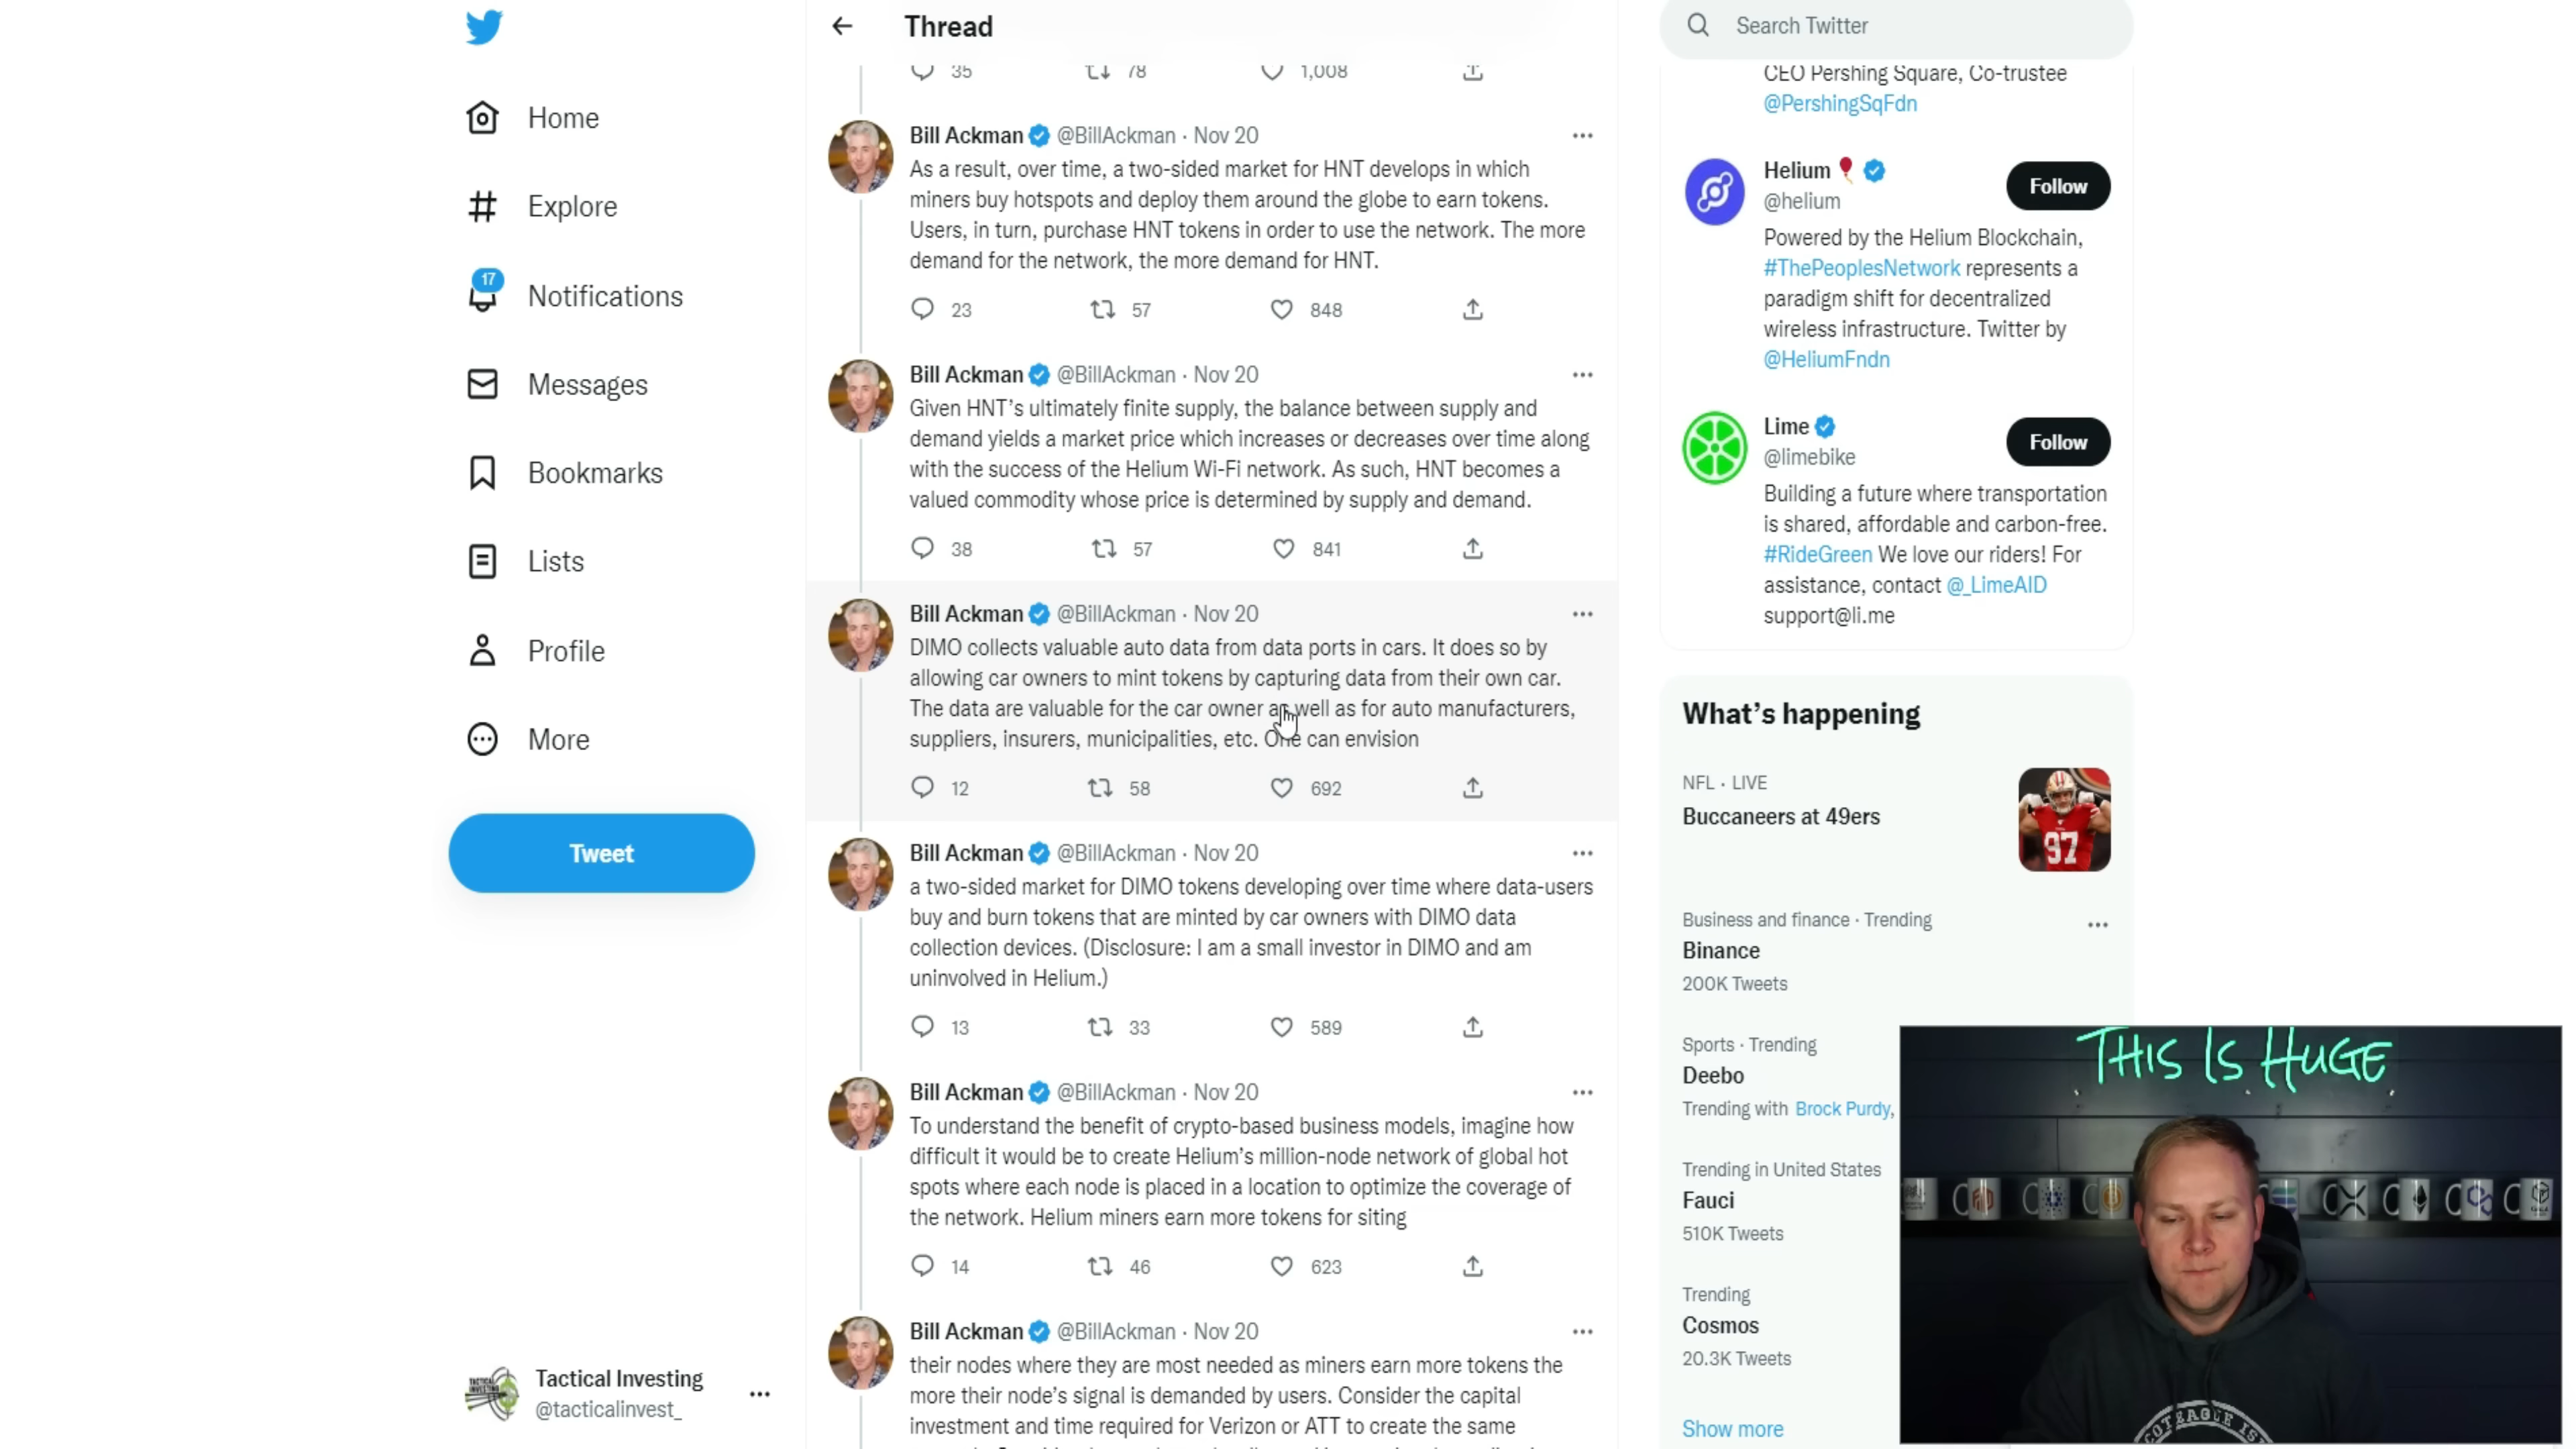 Home
Explore
17
Notifications
Messages
Bookmarks
Lists
Profile
More
Tweet
Tactical Investing
@tacticalinvest_
Thread
35 78 1,008
Bill Ackman @BillAckman · Nov 20
As a result, over time, a two-sided market for HNT develops in which
miners buy hotspots and deploy them around the globe to earn tokens.
Users, in turn, purchase HNT tokens in order to use the network. The more
demand for the network, the more demand for HNT.
23 57 848
Bill Ackman @BillAckman · Nov 20
Given HNT's ultimately finite supply, the balance between supply and
demand yields a market price which increases or decreases over time along
with the success of the Helium Wi-Fi network. As such, HNT becomes a
valued commodity whose price is determined by supply and demand.
38 57 841
Bill Ackman @BillAckman · Nov 20
DIMO collects valuable auto data from data ports in cars. It does so by
allowing car owners to mint tokens by capturing data from their own car.
The data are valuable for the car owner as well as for auto manufacturers,
suppliers, insurers, municipalities, etc. One can envision
12 58 692
Bill Ackman @BillAckman · Nov 20
a two-sided market for DIMO tokens developing over time where data-users
buy and burn tokens that are minted by car owners with DIMO data
collection devices. (Disclosure: I am a small investor in DIMO and am
uninvolved in Helium.)
13 33 589
Bill Ackman @BillAckman · Nov 20
To understand the benefit of crypto-based business models, imagine how
difficult it would be to create Helium's million-node network of global hot
spots where each node is placed in a location to optimize the coverage of
the network. Helium miners earn more tokens for siting
14 46 623
Bill Ackman @BillAckman · Nov 20
their nodes where they are most needed as miners earn more tokens the
more their node's signal is demanded by users. Consider the capital
investment and time required for Verizon or ATT to create the same
Search Twitter
CEO Pershing Square, Co-trustee
@PershingSqFdn
Helium
@helium
Follow
Powered by the Helium Blockchain,
#ThePeoplesNetwork represents a
paradigm shift for decentralized
wireless infrastructure. Twitter by
@HeliumFndn
Lime
@limebike
Follow
Building a future where transportation
is shared, affordable and carbon-free.
#RideGreen We love our riders! For
assistance, contact @_LimeAID
support@li.me
What's happening
NFL · LIVE
Buccaneers at 49ers
97
Business and finance · Trending
Binance
200K Tweets
Sports · Trending
Deebo
Trending with Brock Purdy,
Trending in United States
Fauci
510K Tweets
Trending
Cosmos
20.3K Tweets
Show more
THIS IS HUGE